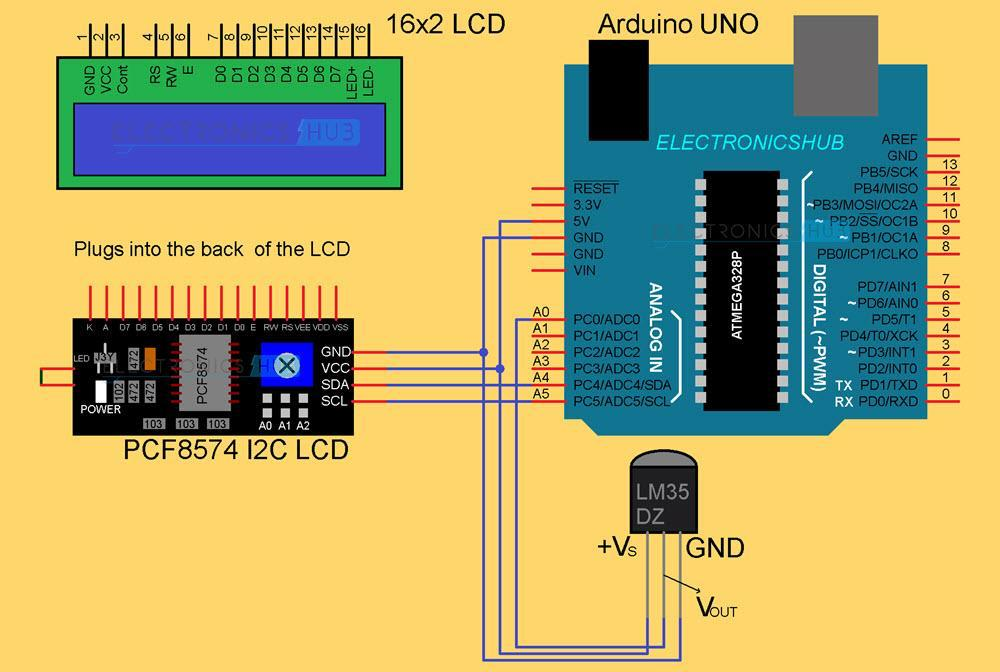 16x2 LCD
1 2 3 4 5 6 7 8 9 10 11 12 13 14 15 16
GND VCC Cont RS RW E D0 D1 D2 D3 D4 D5 D6 D7 LED+ LED-
ELECTRONICS HUB
Plugs into the back of the LCD
K A D7 D6 D5 D4 D3 D2 D1 D0 E RW RS VEE VDD VSS
LED
J3Y
472
PCF8574
ELECTRONICS HUB
102 472 472
POWER
103 103 103
GND
VCC
SDA
SCL
A0 A1 A2
PCF8574 I2C LCD
Arduino UNO
ELECTRONICSHUB
RESET
3.3V
5V
GND
GND
VIN
A0 PC0/ADC0
A1 PC1/ADC1
A2 PC2/ADC2
A3 PC3/ADC3
A4 PC4/ADC4/SDA
A5 PC5/ADC5/SCL
ANALOG IN
ATMEGA328P
ELECTRONICS HUB
DIGITAL (~PWM)
AREF
GND
PB5/SCK 13
PB4/MISO 12
~PB3/MOSI/OC2A 11
~ PB2/SS/OC1B 10
~ PB1/OC1A 9
PB0/ICP1/CLKO 8
PD7/AIN1 7
~ PD6/AIN0 6
~ PD5/T1 5
PD4/T0/XCK 4
~ PD3/INT1 3
PD2/INT0 2
TX PD1/TXD 1
RX PD0/RXD 0
LM35
DZ
+VS
GND
VOUT